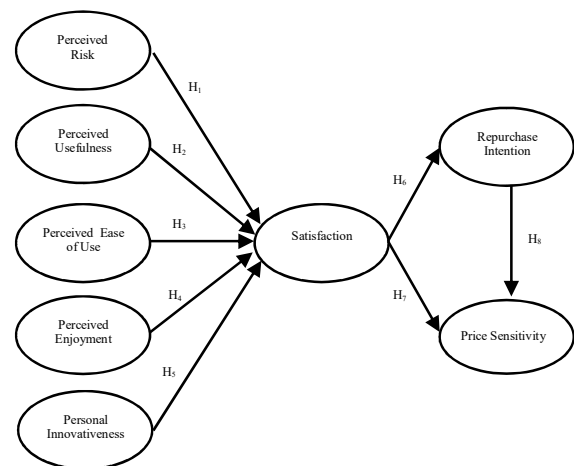 Perceived
Risk
H1
Perceived
Usefulness
H2
Perceived Ease
of Use
H3
Perceived
Enjoyment
H4
Personal
Innovativeness
H5
Satisfaction
H6
H7
Repurchase
Intention
H8
Price Sensitivity